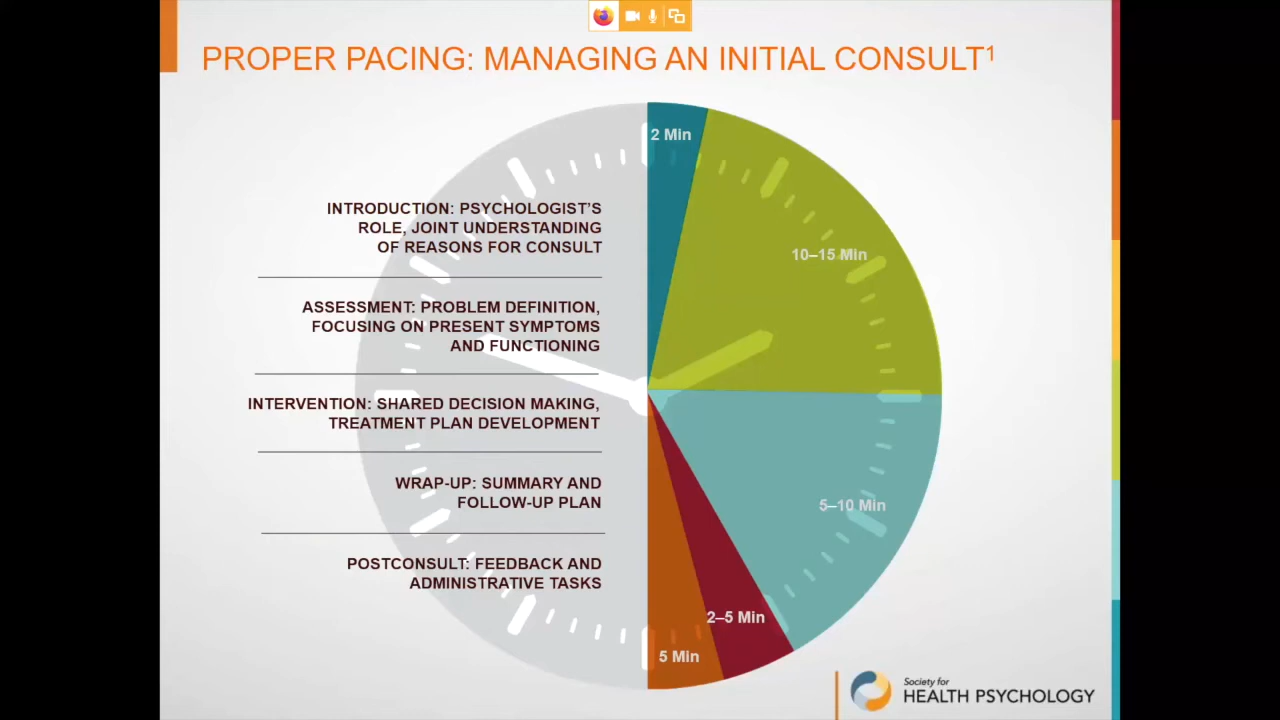 PROPER PACING: MANAGING AN INITIAL CONSULT¹
2 Min
10–15 Min
5–10 Min
2–5 Min
5 Min
INTRODUCTION: PSYCHOLOGIST'S
ROLE, JOINT UNDERSTANDING
OF REASONS FOR CONSULT
ASSESSMENT: PROBLEM DEFINITION,
FOCUSING ON PRESENT SYMPTOMS
AND FUNCTIONING
INTERVENTION: SHARED DECISION MAKING,
TREATMENT PLAN DEVELOPMENT
WRAP-UP: SUMMARY AND
FOLLOW-UP PLAN
POSTCONSULT: FEEDBACK AND
ADMINISTRATIVE TASKS
Society for
HEALTH PSYCHOLOGY